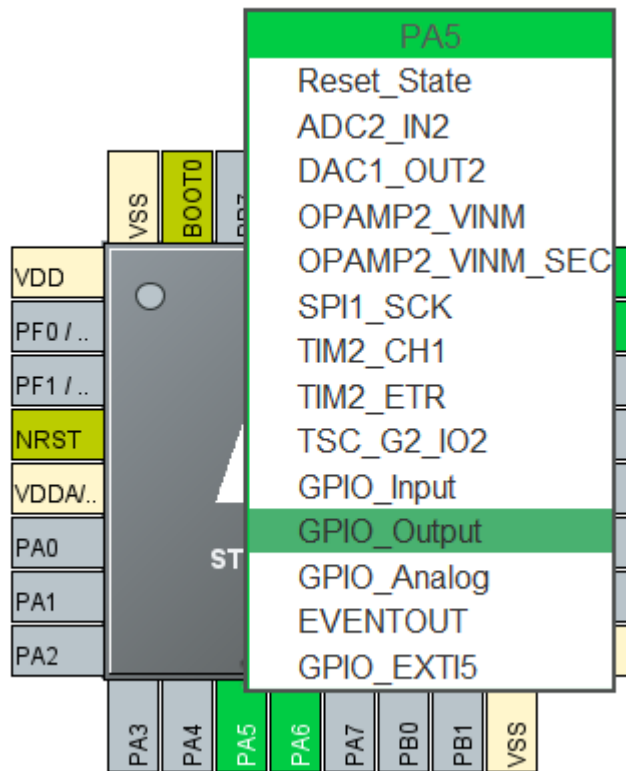 PA5
Reset_State
ADC2_IN2
DAC1_OUT2
OPAMP2_VINM
OPAMP2_VINM_SEC
SPI1_SCK
TIM2_CH1
TIM2_ETR
TSC_G2_IO2
GPIO_Input
GPIO_Output
GPIO_Analog
EVENTOUT
GPIO_EXTI5
VSS
BOOT0
VDD
PF0 / ..
PF1 / ..
NRST
VDDA/..
PA0
PA1
PA2
ST
PA3
PA4
PA5
PA6
PA7
PB0
PB1
VSS